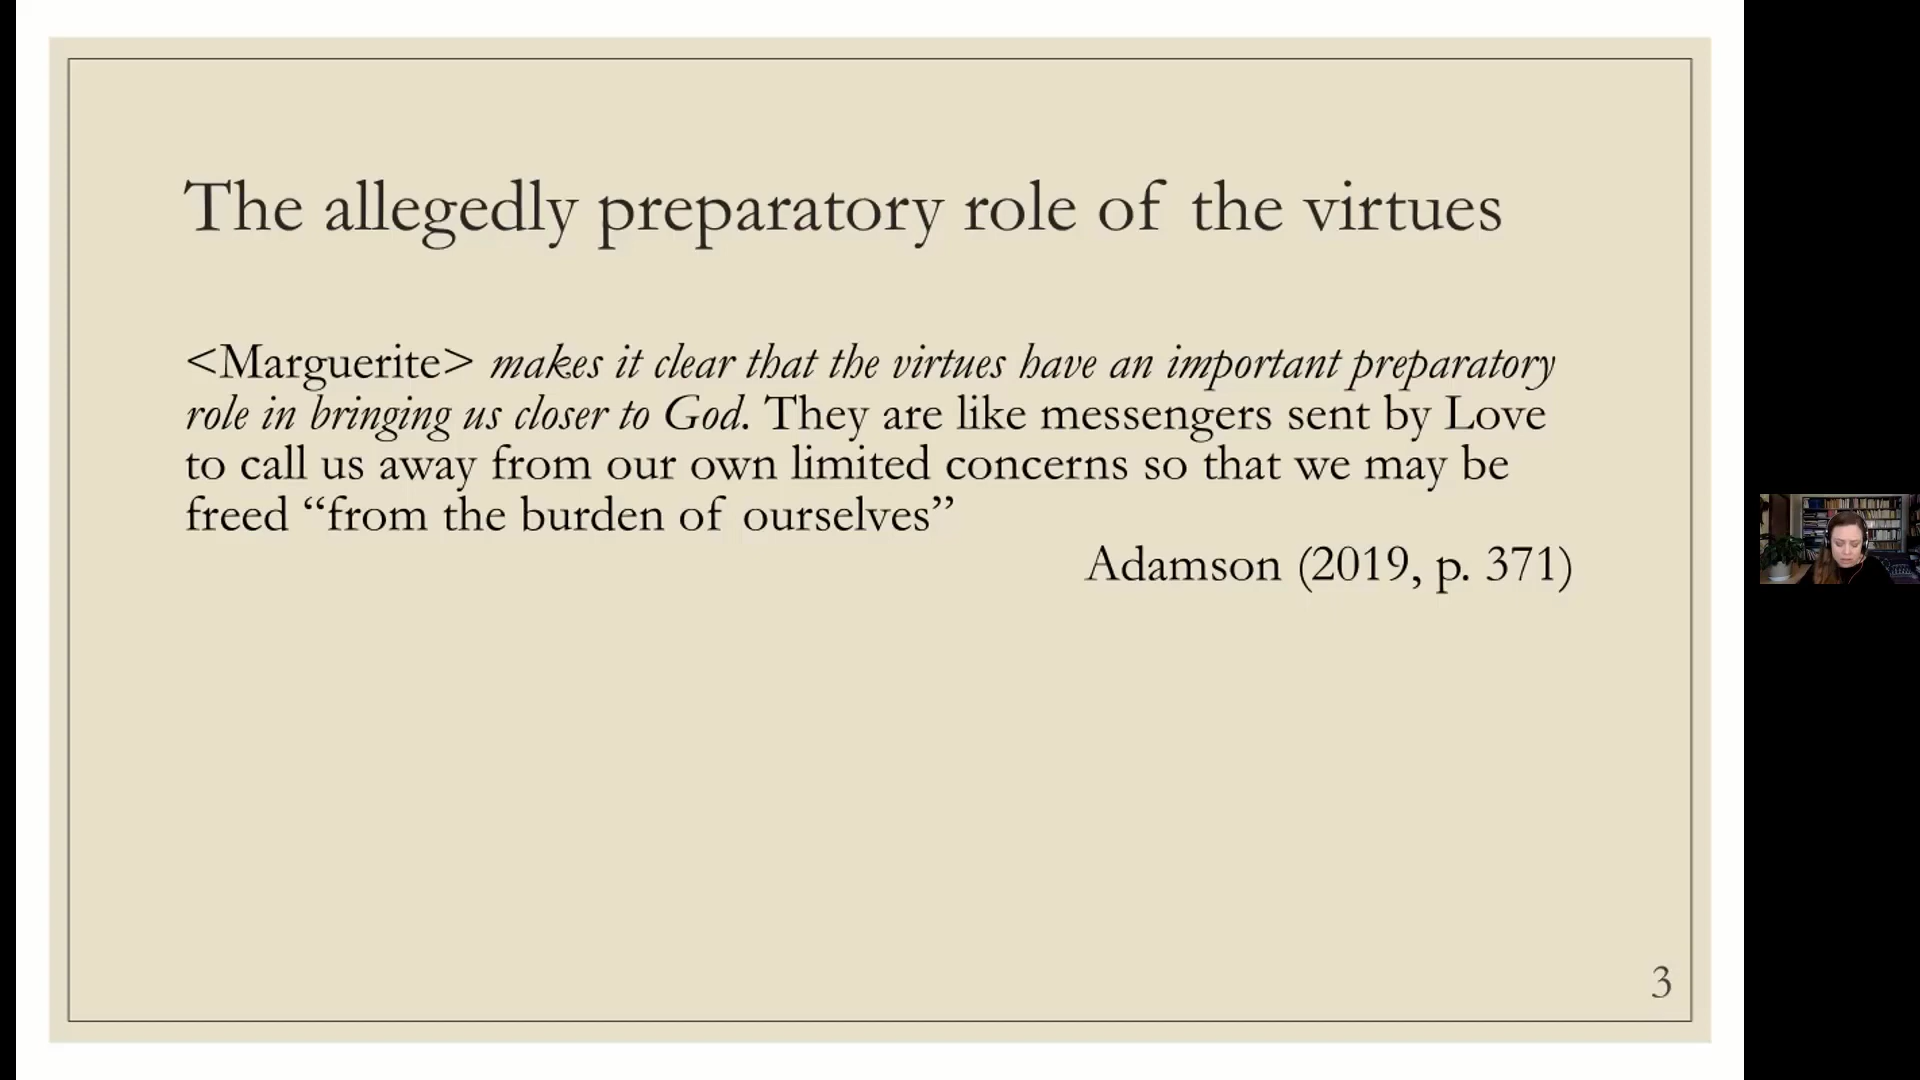 The allegedly preparatory role of the virtues
<Marguerite> makes it clear that the virtues have an important preparatory
role in bringing us closer to God. They are like messengers sent by Love
to call us away from our own limited concerns so that we may be
freed “from the burden of ourselves”
Adamson (2019, p. 371)
3